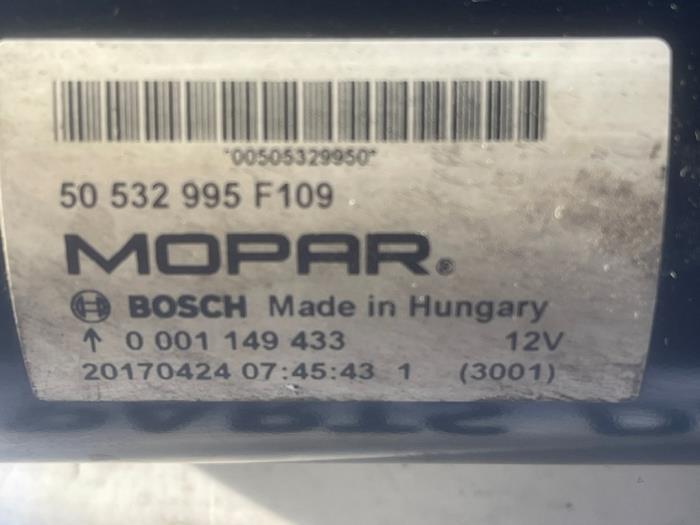 *00505329950*
50 532 995 F109
MOPAR®
BOSCH Made in Hungary
↑ 0 001 149 433 12V
20170424 07:45:43 1 (3001)